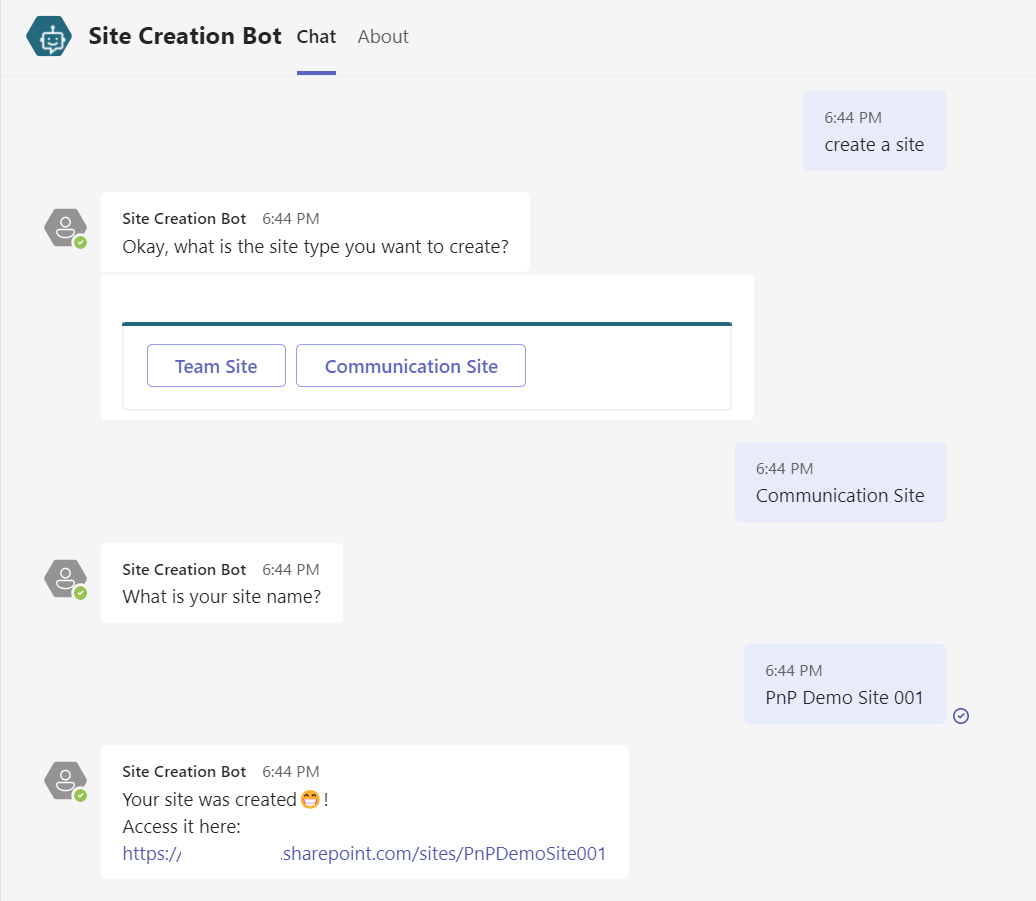 Site Creation Bot Chat About
6:44 PM
create a site
Site Creation Bot 6:44 PM
Okay, what is the site type you want to create?
Team Site Communication Site
6:44 PM
Communication Site
Site Creation Bot 6:44 PM
What is your site name?
6:44 PM
PnP Demo Site 001
Site Creation Bot 6:44 PM
Your site was created😁!
Access it here:
https:// .sharepoint.com/sites/PnPDemoSite001